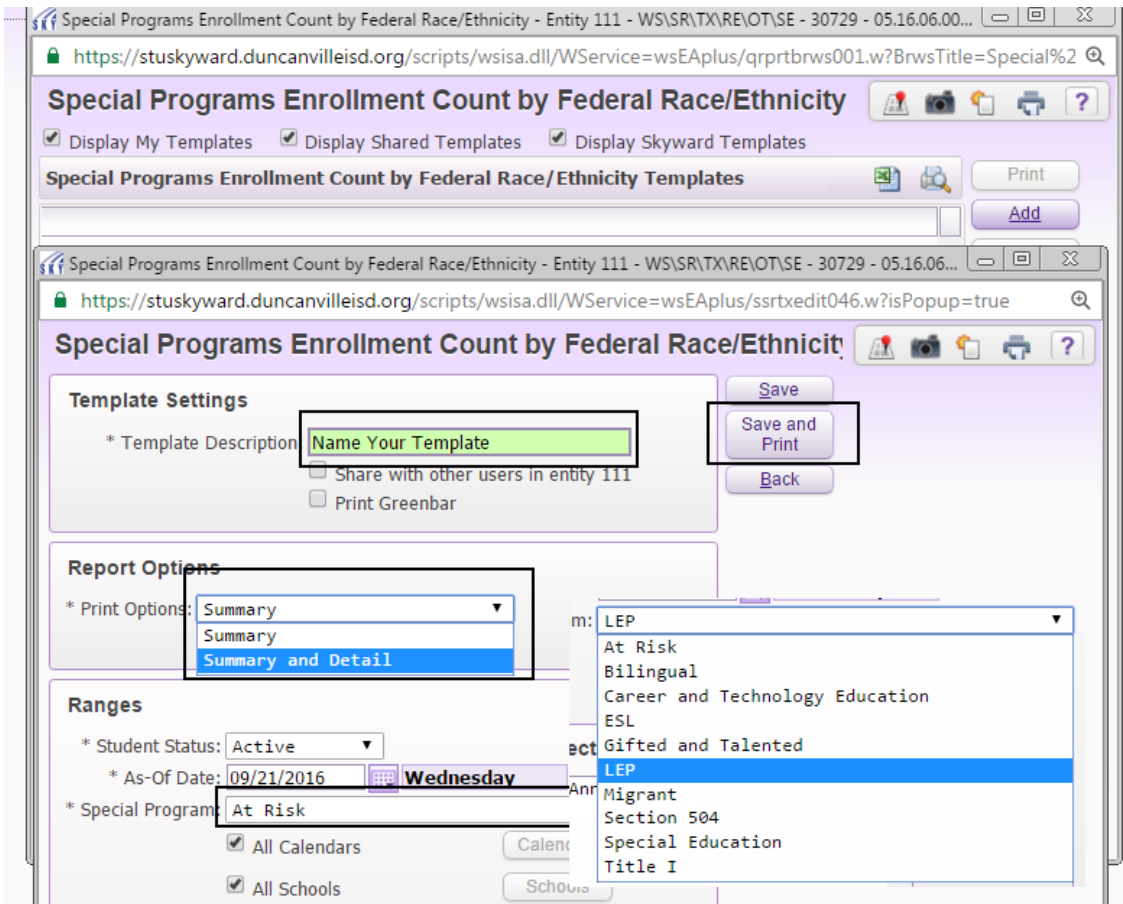 Special Programs Enrollment Count by Federal Race/Ethnicity - Entity 111 - WS\SR\TX\RE\OT\SE - 30729 - 05.16.06.00...
https://stuskyward.duncanvilleisd.org/scripts/wsisa.dll/WService=wsEAplus/qrprtbrws001.w?BrwsTitle=Special%2
Special Programs Enrollment Count by Federal Race/Ethnicity ?
Display My Templates Display Shared Templates Display Skyward Templates
Special Programs Enrollment Count by Federal Race/Ethnicity Templates
Print
Add
Special Programs Enrollment Count by Federal Race/Ethnicity - Entity 111 - WS\SR\TX\RE\OT\SE - 30729 - 05.16.06...
https://stuskyward.duncanvilleisd.org/scripts/wsisa.dll/WService=wsEAplus/ssrtxedit046.w?isPopup=true
Special Programs Enrollment Count by Federal Race/Ethnicity ?
Template Settings
* Template Description: Name Your Template
Share with other users in entity 111
Print Greenbar
Save
Save and
Print
Back
Report Options
* Print Options: Summary
Summary
Summary and Detail
Ranges
* Student Status: Active
* As-Of Date: 09/21/2016 Wednesday
* Special Program: At Risk
All Calendars Calen
All Schools Schools
m: LEP
At Risk
Bilingual
Career and Technology Education
ESL
ect Gifted and Talented
LEP
Ann Migrant
Section 504
Special Education
Title I